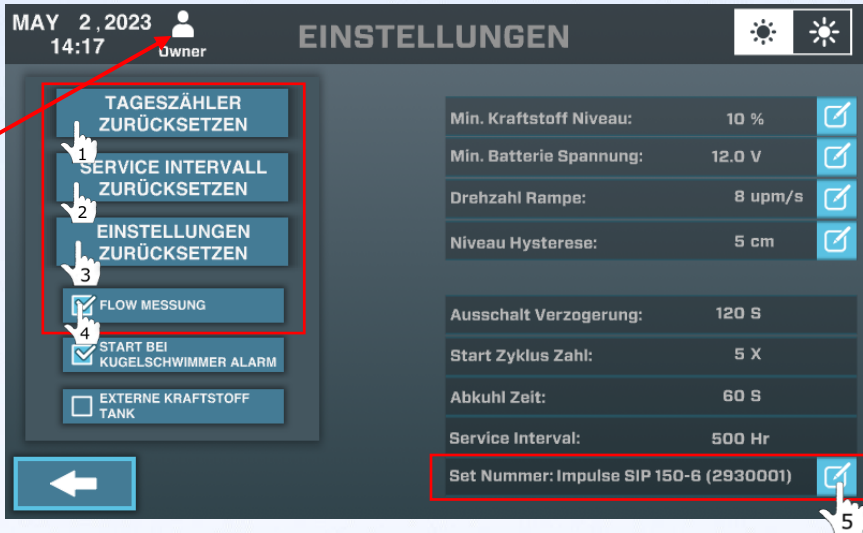 MAY 2,2023
14:17
Owner
EINSTELLUNGEN
TAGESZÄHLER
ZURÜCKSETZEN
1
SERVICE INTERVALL
ZURÜCKSETZEN
2
EINSTELLUNGEN
ZURÜCKSETZEN
3
FLOW MESSUNG
4
START BEI
KUGELSCHWIMMER ALARM
EXTERNE KRAFTSTOFF
TANK
Min. Kraftstoff Niveau: 10 %
Min. Batterie Spannung: 12.0 V
Drehzahl Rampe: 8 upm/s
Niveau Hysterese: 5 cm
Ausschalt Verzogerung: 120 S
Start Zyklus Zahl: 5 X
Abkuhl Zeit: 60 S
Service Interval: 500 Hr
Set Nummer: Impulse SIP 150-6 (2930001)
5